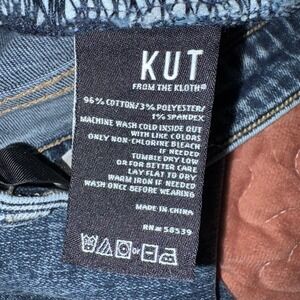 KUT
FROM THE KLOTH®
96% COTTON/3% POLYESTER/
1% SPANDEX
MACHINE WASH COLD INSIDE OUT
WITH LIKE COLORS
ONLY NON-CHLORINE BLEACH
IF NEEDED
TUMBLE DRY LOW
OR FOR BETTER CARE
LAY FLAT TO DRY
WARM IRON IF NEEDED
WASH ONCE BEFORE WEARING
MADE IN CHINA
RN# 58539
or